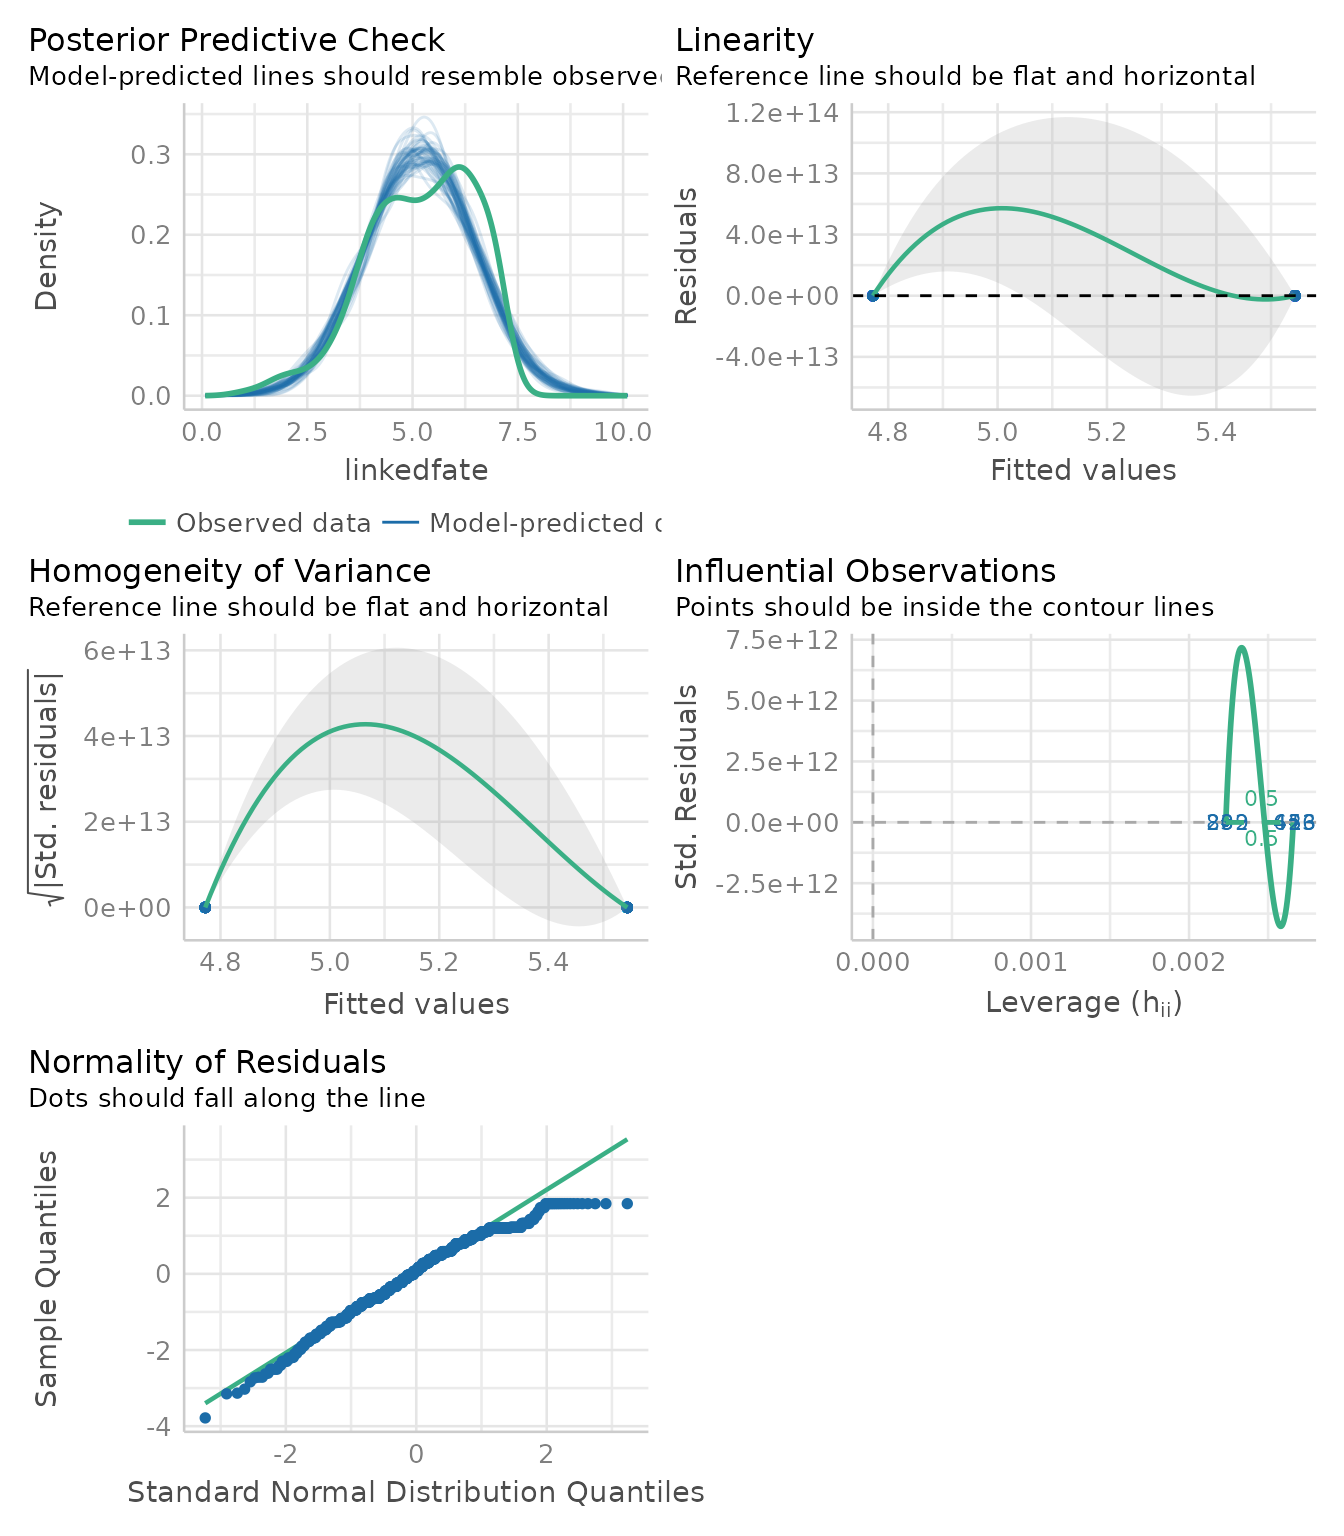 Posterior Predictive Check
Model-predicted lines should resemble observe
0.3
0.2
0.1
0.0
Density
0.0 2.5 5.0 7.5 10.0
linkedfate
Observed data Model-predicted
Linearity
Reference line should be flat and horizontal
1.2e+14
8.0e+13
4.0e+13
0.0e+00
-4.0e+13
Residuals
4.8 5.0 5.2 5.4
Fitted values
Homogeneity of Variance
Reference line should be flat and horizontal
6e+13
4e+13
2e+13
0e+00
√|Std. residuals|
4.8 5.0 5.2 5.4
Fitted values
Influential Observations
Points should be inside the contour lines
7.5e+12
5.0e+12
2.5e+12
0.0e+00
-2.5e+12
Std. Residuals
0.5
0.5
0.000 0.001 0.002
Leverage (hii)
Normality of Residuals
Dots should fall along the line
2
0
-2
-4
Sample Quantiles
-2 0 2
Standard Normal Distribution Quantiles